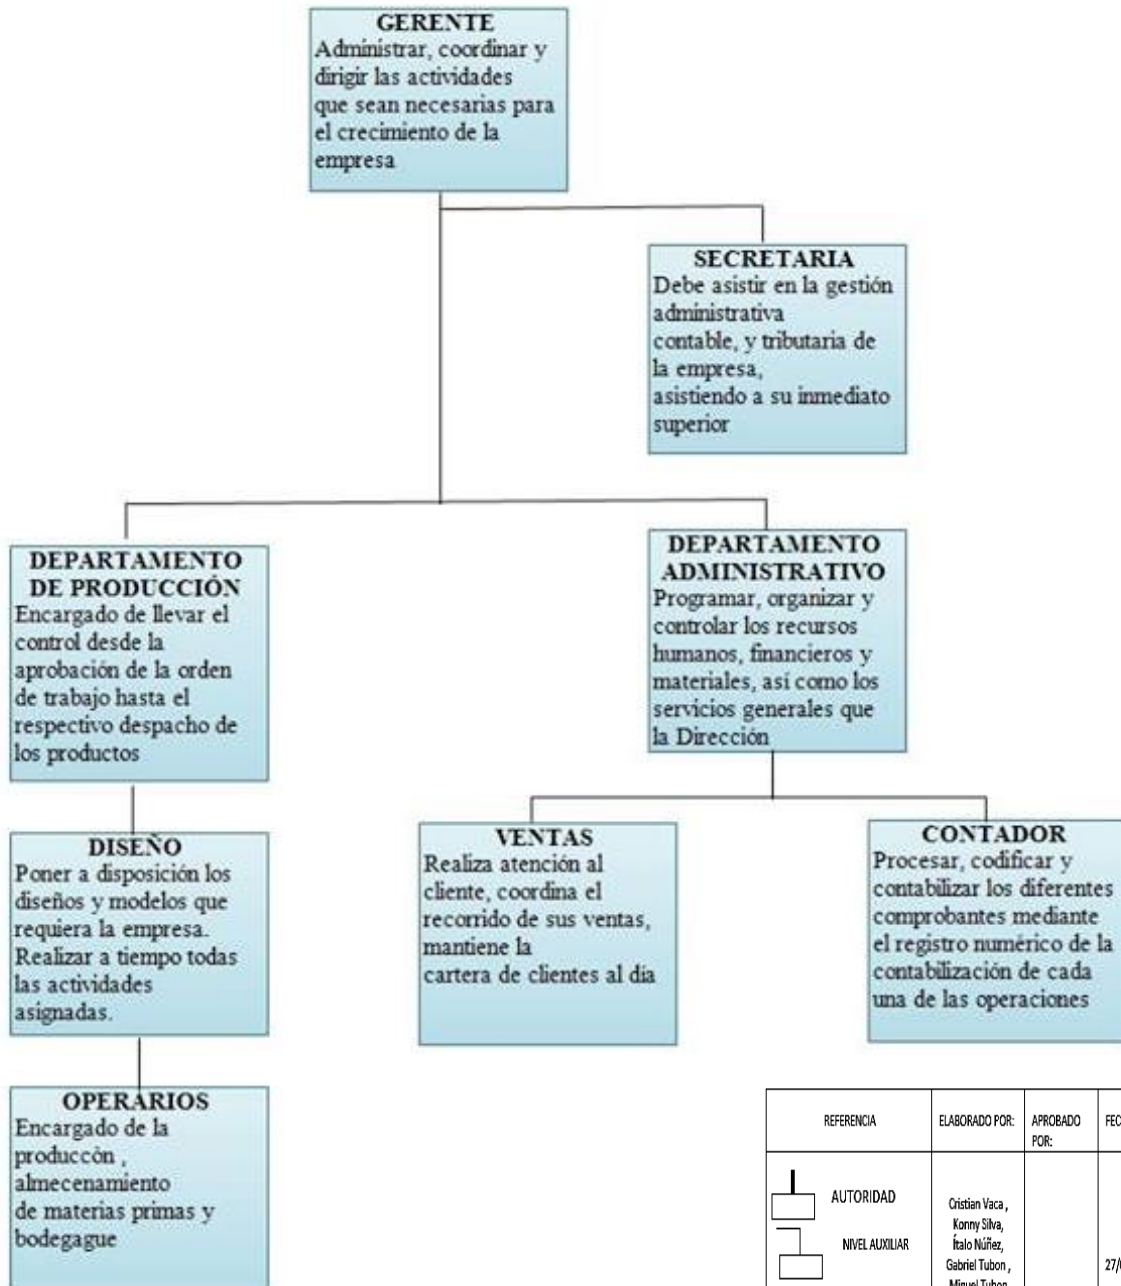 GERENTE
Administrar, coordinar y
dirigir las actividades
que sean necesarias para
el crecimiento de la
empresa
SECRETARIA
Debe asistir en la gestión
administrativa
contable, y tributaria de
la empresa,
asistiendo a su inmediato
superior
DEPARTAMENTO
DE PRODUCCIÓN
Encargado de llevar el
control desde la
aprobación de la orden
de trabajo hasta el
respectivo despacho de
los productos
DEPARTAMENTO
ADMINISTRATIVO
Programar, organizar y
controlar los recursos
humanos, financieros y
materiales, así como los
servicios generales que
la Dirección
DISEÑO
Poner a disposición los
diseños y modelos que
requiera la empresa.
Realizar a tiempo todas
las actividades
asignadas.
VENTAS
Realiza atención al
cliente, coordina el
recorrido de sus ventas,
mantiene la
cartera de clientes al día
CONTADOR
Procesar, codificar y
contabilizar los diferentes
comprobantes mediante
el registro numérico de la
contabilización de cada
una de las operaciones
OPERARIOS
Encargado de la
produccòn ,
almecenamiento
de materias primas y
bodegague
REFERENCIA
ELABORADO POR:
APROBADO
POR:
FEC
AUTORIDAD
NIVEL AUXILIAR
Cristian Vaca ,
Konny Silva,
Ítalo Núñez,
Gabriel Tubon ,
Miguel Tubon
27/